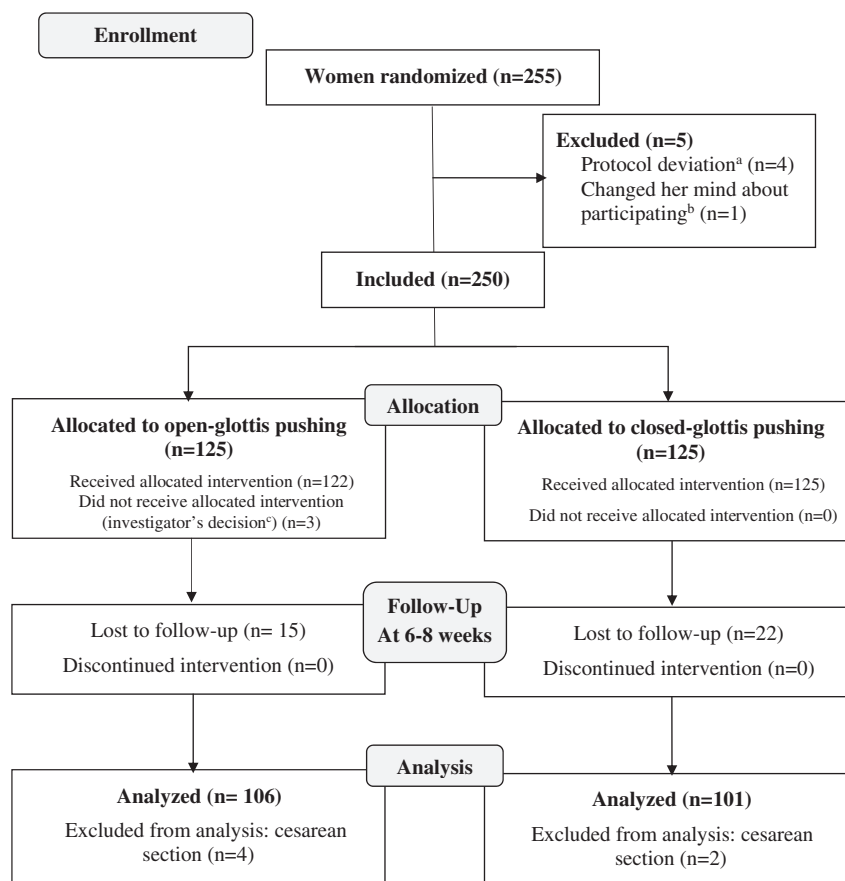 Enrollment
Women randomized (n=255)
Excluded (n=5)
Protocol deviationᵃ (n=4)
Changed her mind about
participatingᵇ (n=1)
Included (n=250)
Allocation
Allocated to open-glottis pushing
(n=125)
Received allocated intervention (n=122)
Did not receive allocated intervention
(investigator's decisionᶜ) (n=3)
Allocated to closed-glottis pushing
(n=125)
Received allocated intervention (n=125)
Did not receive allocated intervention (n=0)
Follow-Up
At 6-8 weeks
Lost to follow-up (n= 15)
Discontinued intervention (n=0)
Lost to follow-up (n=22)
Discontinued intervention (n=0)
Analysis
Analyzed (n= 106)
Excluded from analysis: cesarean
section (n=4)
Analyzed (n=101)
Excluded from analysis: cesarean
section (n=2)